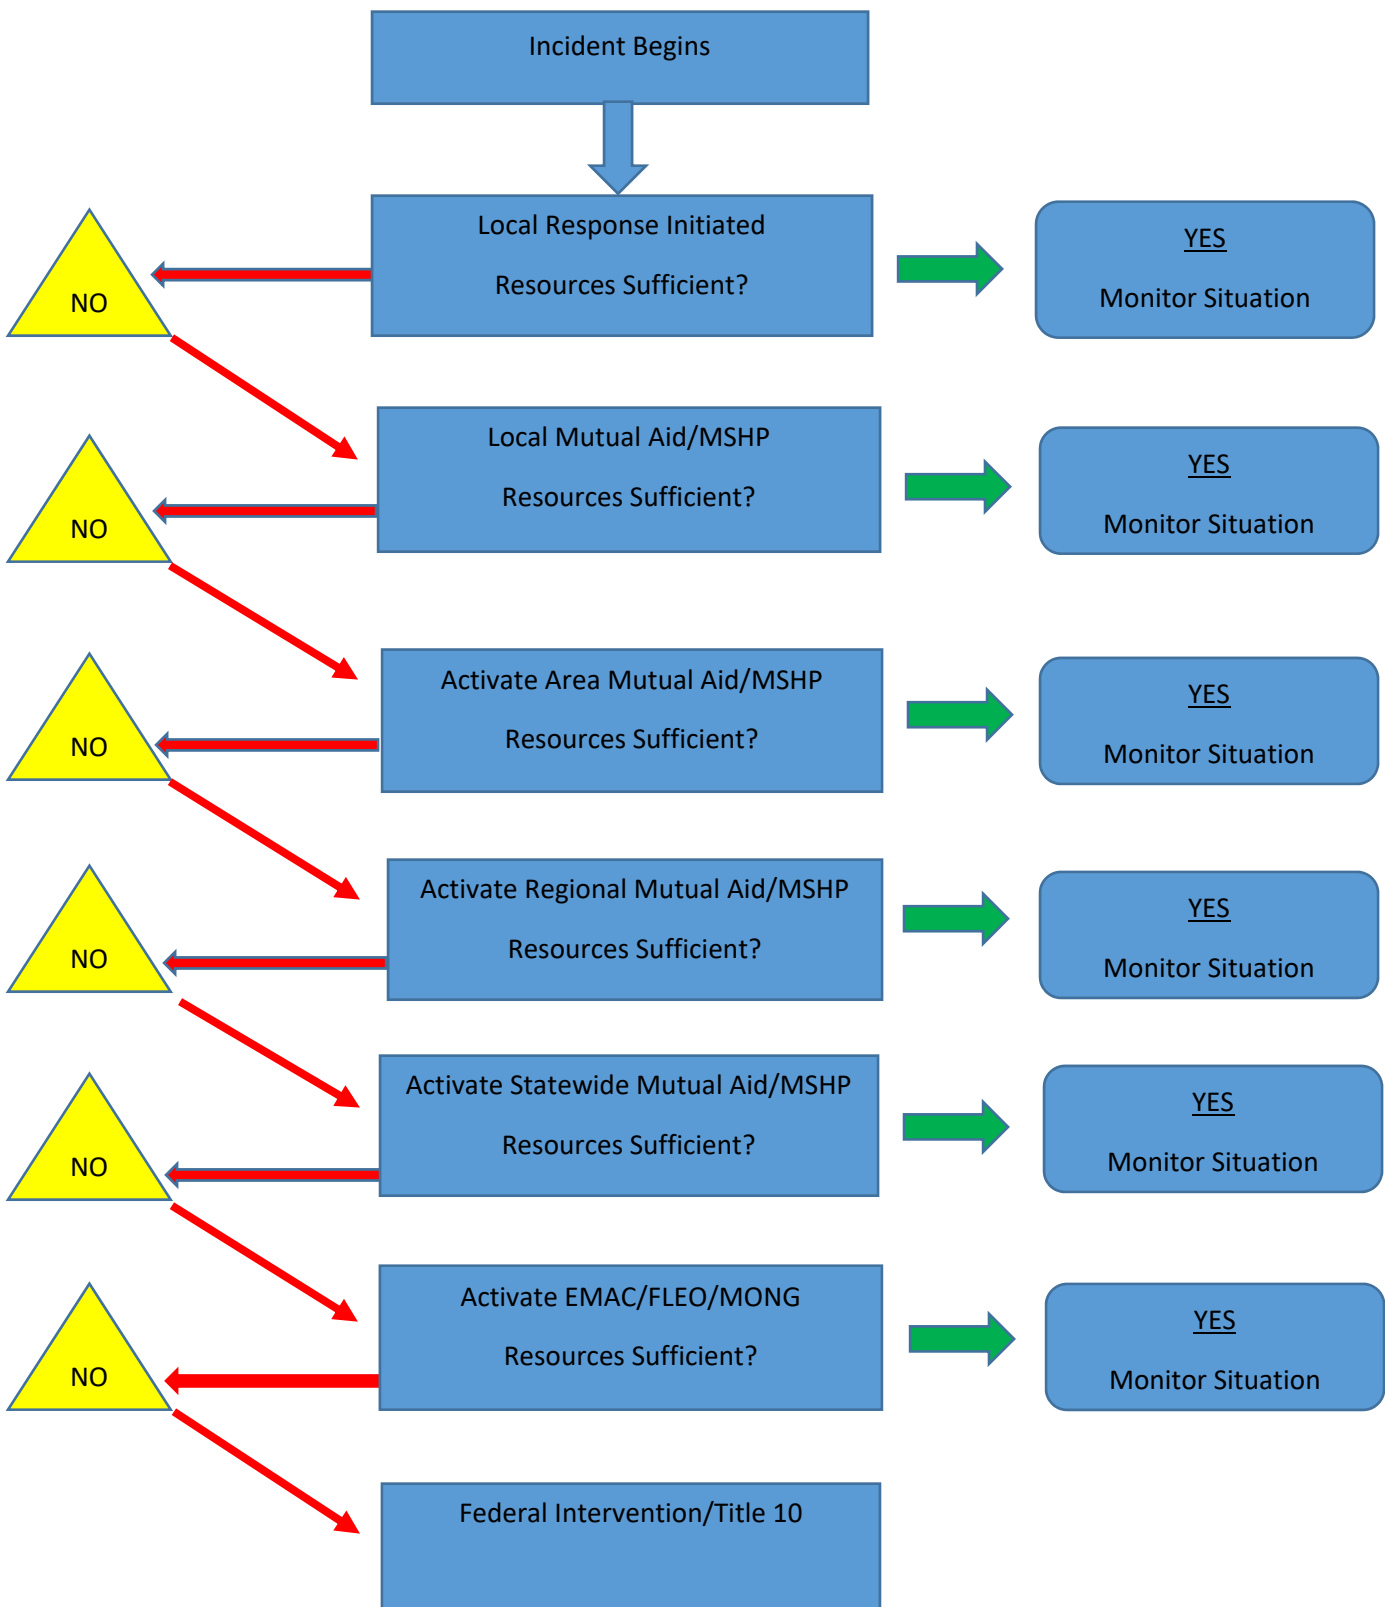 Incident Begins
Local Response Initiated
Resources Sufficient?
YES
Monitor Situation
NO
Local Mutual Aid/MSHP
Resources Sufficient?
YES
Monitor Situation
NO
Activate Area Mutual Aid/MSHP
Resources Sufficient?
YES
Monitor Situation
NO
Activate Regional Mutual Aid/MSHP
Resources Sufficient?
YES
Monitor Situation
NO
Activate Statewide Mutual Aid/MSHP
Resources Sufficient?
YES
Monitor Situation
NO
Activate EMAC/FLEO/MONG
Resources Sufficient?
YES
Monitor Situation
NO
Federal Intervention/Title 10